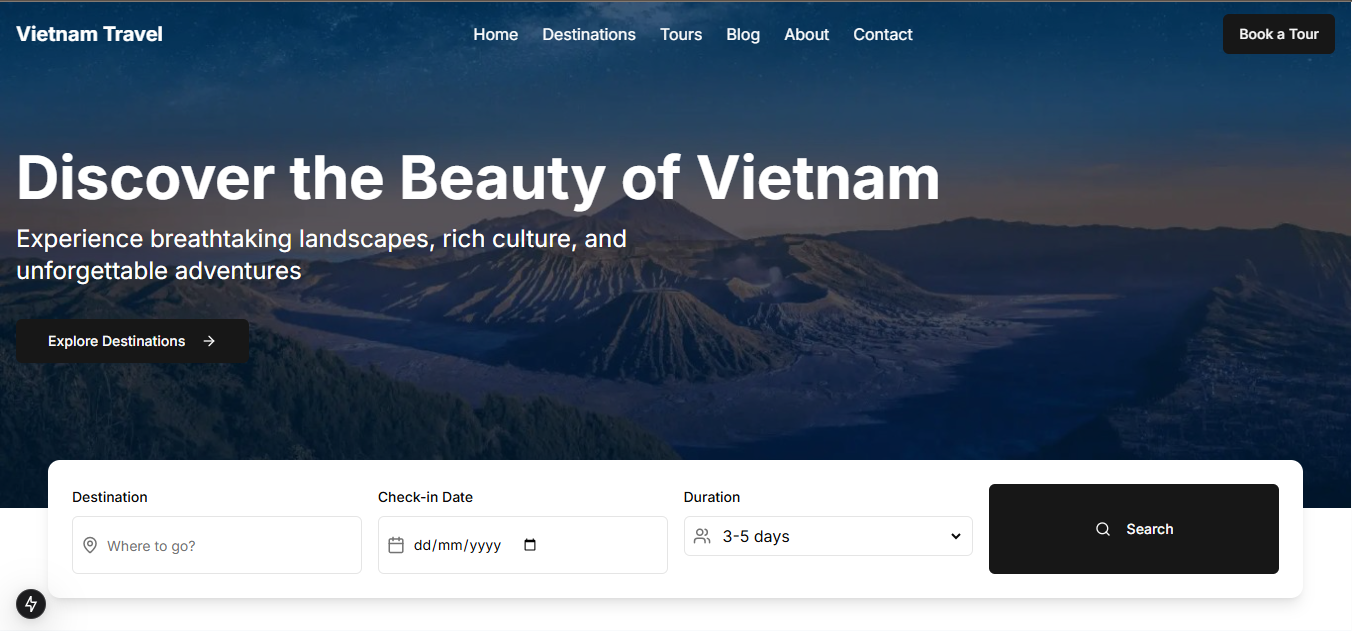 Vietnam Travel
Home Destinations Tours Blog About Contact
Book a Tour
Discover the Beauty of Vietnam
Experience breathtaking landscapes, rich culture, and
unforgettable adventures
Explore Destinations
Destination
Where to go?
Check-in Date
dd/mm/yyyy
Duration
3-5 days
Search